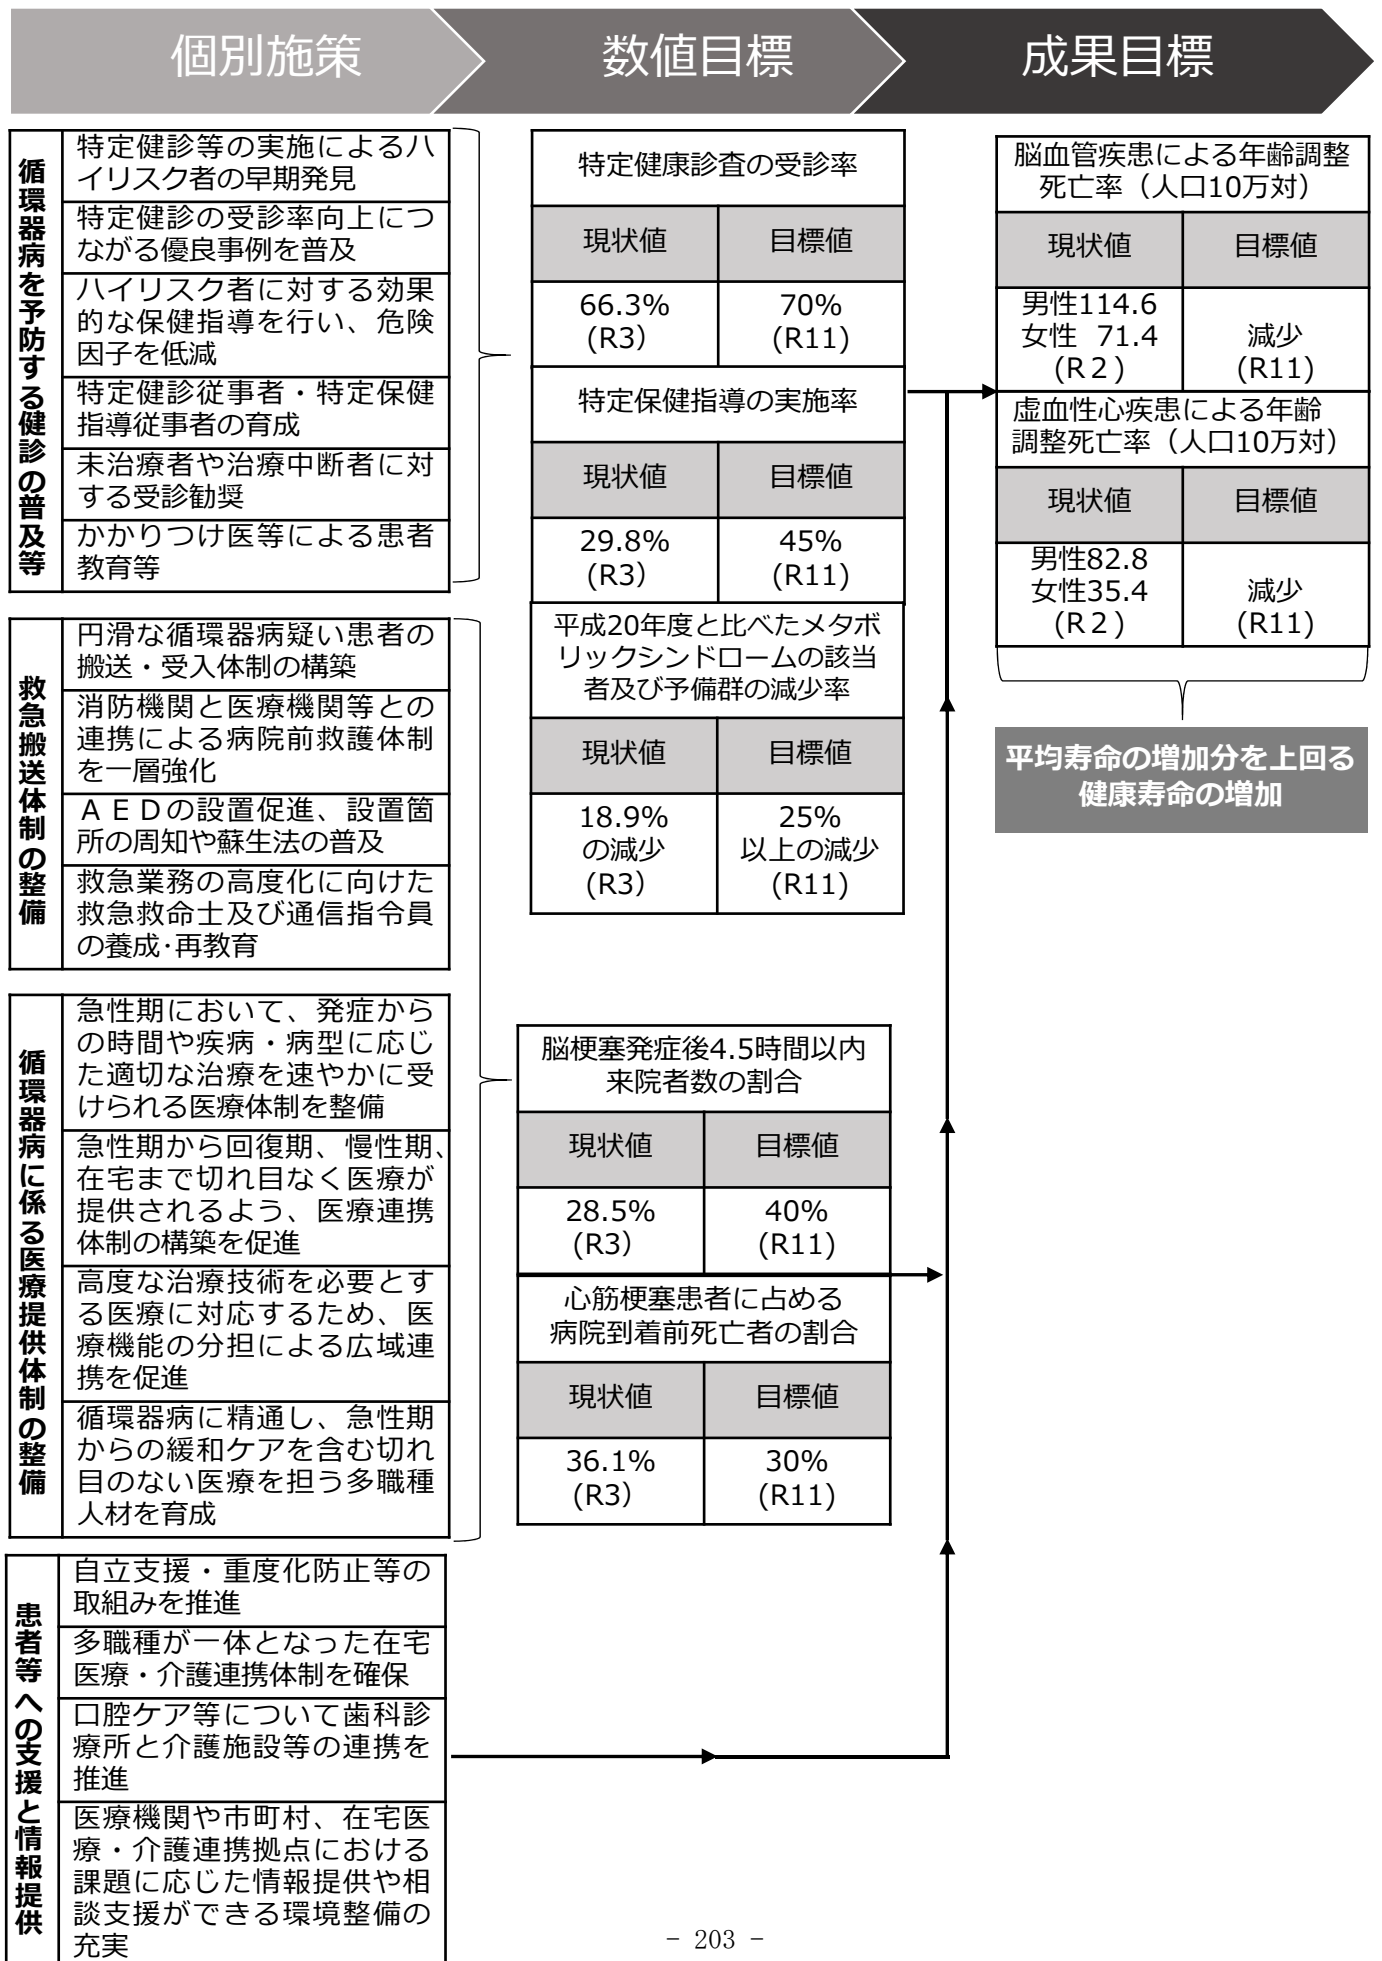 個別施策
数値目標
成果目標
循環器病を予防する健診の普及等
特定健診等の実施によるハ
イリスク者の早期発見
特定健診の受診率向上につ
ながる優良事例を普及
ハイリスク者に対する効果
的な保健指導を行い、危険
因子を低減
特定健診従事者・特定保健
指導従事者の育成
未治療者や治療中断者に対
する受診勧奨
かかりつけ医等による患者
教育等
救急搬送体制の整備
円滑な循環器病疑い患者の
搬送・受入体制の構築
消防機関と医療機関等との
連携による病院前救護体制
を一層強化
ＡＥＤの設置促進、設置箇
所の周知や蘇生法の普及
救急業務の高度化に向けた
救急救命士及び通信指令員
の養成･再教育
循環器病に係る医療提供体制の整備
急性期において、発症から
の時間や疾病・病型に応じ
た適切な治療を速やかに受
けられる医療体制を整備
急性期から回復期、慢性期、
在宅まで切れ目なく医療が
提供されるよう、医療連携
体制の構築を促進
高度な治療技術を必要とす
る医療に対応するため、医
療機能の分担による広域連
携を促進
循環器病に精通し、急性期
からの緩和ケアを含む切れ
目のない医療を担う多職種
人材を育成
患者等への支援と情報提供
自立支援・重度化防止等の
取組みを推進
多職種が一体となった在宅
医療・介護連携体制を確保
口腔ケア等について歯科診
療所と介護施設等の連携を
推進
医療機関や市町村、在宅医
療・介護連携拠点における
課題に応じた情報提供や相
談支援ができる環境整備の
充実
特定健康診査の受診率
現状値 目標値
66.3% 70%
(R3） (R11)
特定保健指導の実施率
現状値 目標値
29.8% 45%
(R3） (R11)
平成20年度と比べたメタボ
リックシンドロームの該当
者及び予備群の減少率
現状値 目標値
18.9% 25%
の減少 以上の減少
(R3） (R11)
脳梗塞発症後4.5時間以内
来院者数の割合
現状値 目標値
28.5% 40%
(R3） (R11)
心筋梗塞患者に占める
病院到着前死亡者の割合
現状値 目標値
36.1% 30%
(R3） (R11)
脳血管疾患による年齢調整
死亡率（人口10万対）
現状値 目標値
男性114.6
女性 71.4 減少
(R２) (R11)
虚血性心疾患による年齢
調整死亡率（人口10万対）
現状値 目標値
男性82.8
女性35.4 減少
(R２) (R11)
平均寿命の増加分を上回る
健康寿命の増加
- 203 -